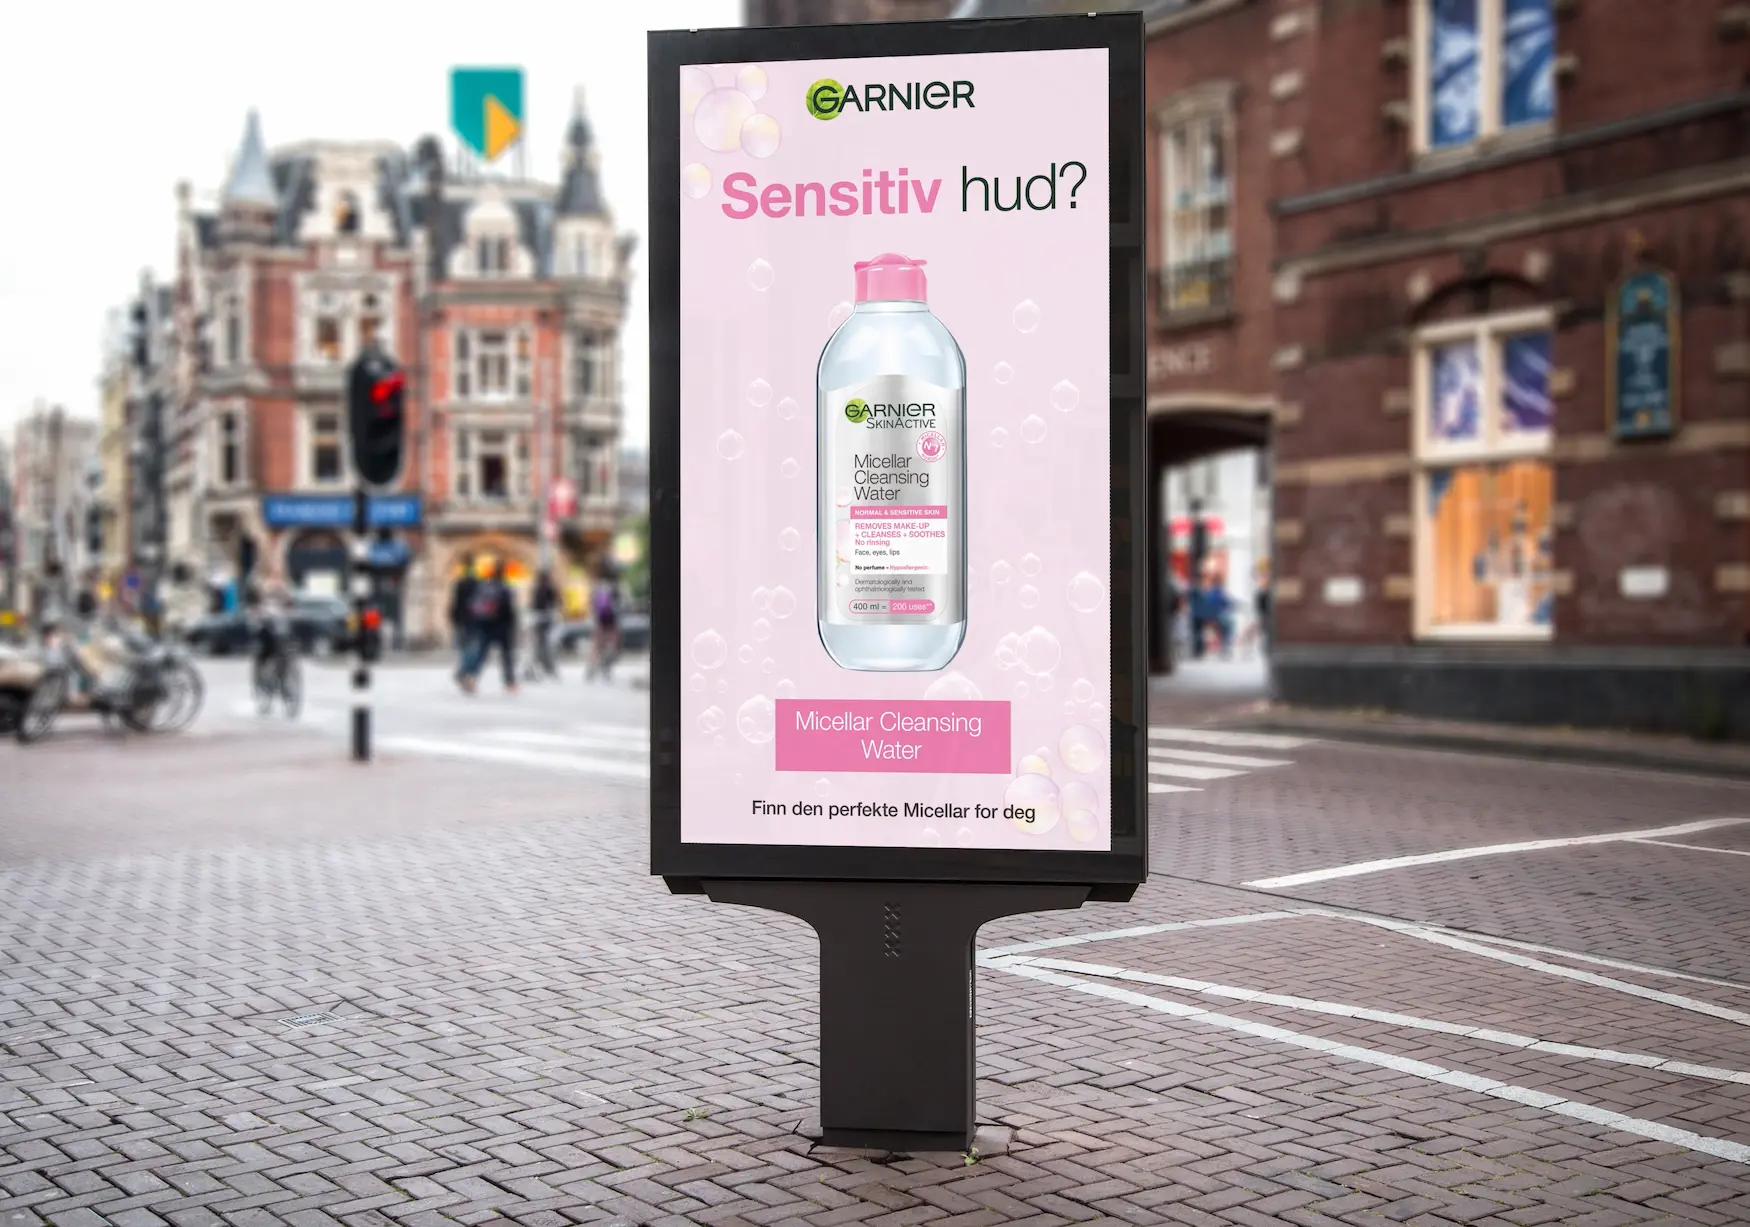 GARNIER
Sensitiv hud?
GARNIER
SKINACTIVE
Micellar
Cleansing
Water
NORMAL & SENSITIVE SKIN
REMOVES MAKE-UP
+ CLEANSES + SOOTHES
No rinsing
Face, eyes, lips
No perfume - Hypoallergenic
Dermatologically and
ophthalmologically tested
400 ml = 200 USES**
Micellar Cleansing
Water
Finn den perfekte Micellar for deg